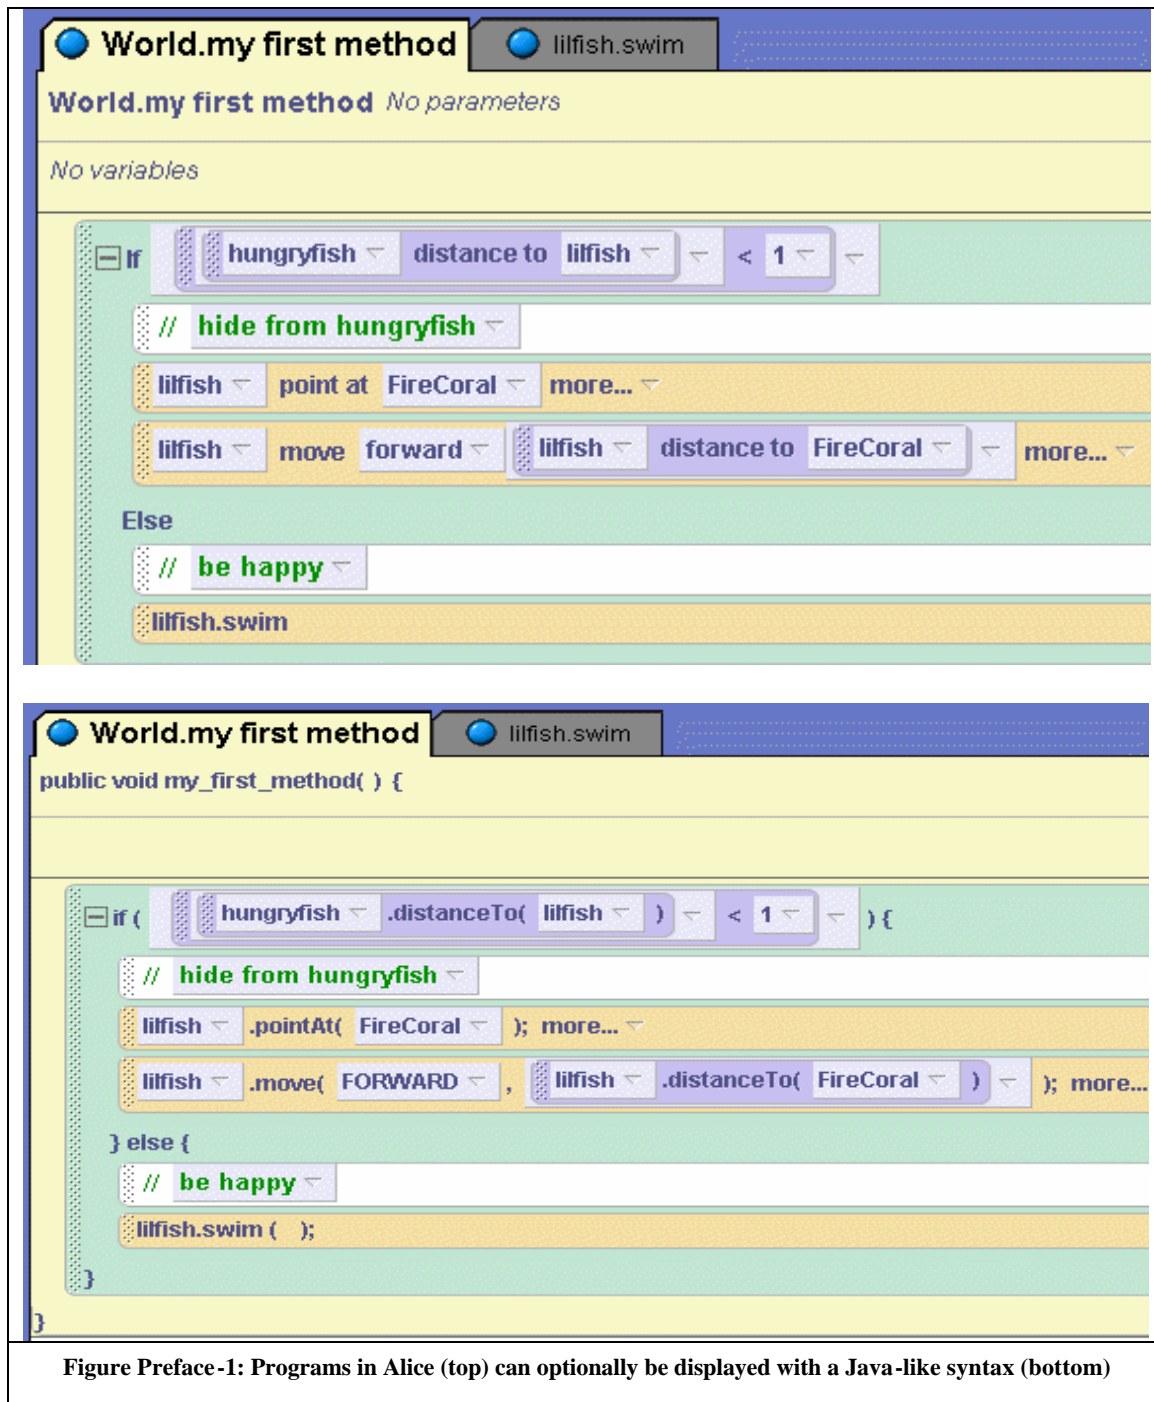 World.my first method lilfish.swim
World.my first method No parameters
No variables
If hungryfish distance to lilfish < 1
// hide from hungryfish
lilfish point at FireCoral more...
lilfish move forward lilfish distance to FireCoral more...
Else
// be happy
lilfish.swim
World.my first method lilfish.swim
public void my_first_method( ) {
if ( hungryfish .distanceTo( lilfish ) < 1 ) {
// hide from hungryfish
lilfish .pointAt( FireCoral ); more...
lilfish .move( FORWARD , lilfish .distanceTo( FireCoral ) ); more...
} else {
// be happy
lilfish.swim ( );
}
}
Figure Preface-1: Programs in Alice (top) can optionally be displayed with a Java-like syntax (bottom)